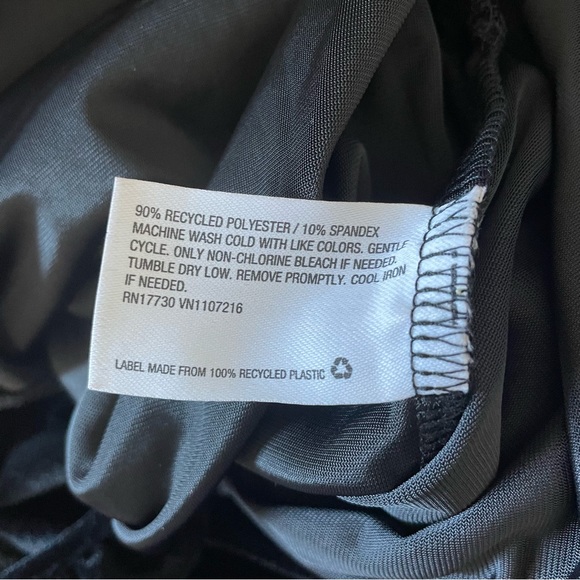 90% RECYCLED POLYESTER / 10% SPANDEX
MACHINE WASH COLD WITH LIKE COLORS. GENTLE
CYCLE. ONLY NON-CHLORINE BLEACH IF NEEDED.
TUMBLE DRY LOW. REMOVE PROMPTLY. COOL IRON
IF NEEDED.
RN17730 VN1107216
LABEL MADE FROM 100% RECYCLED PLASTIC